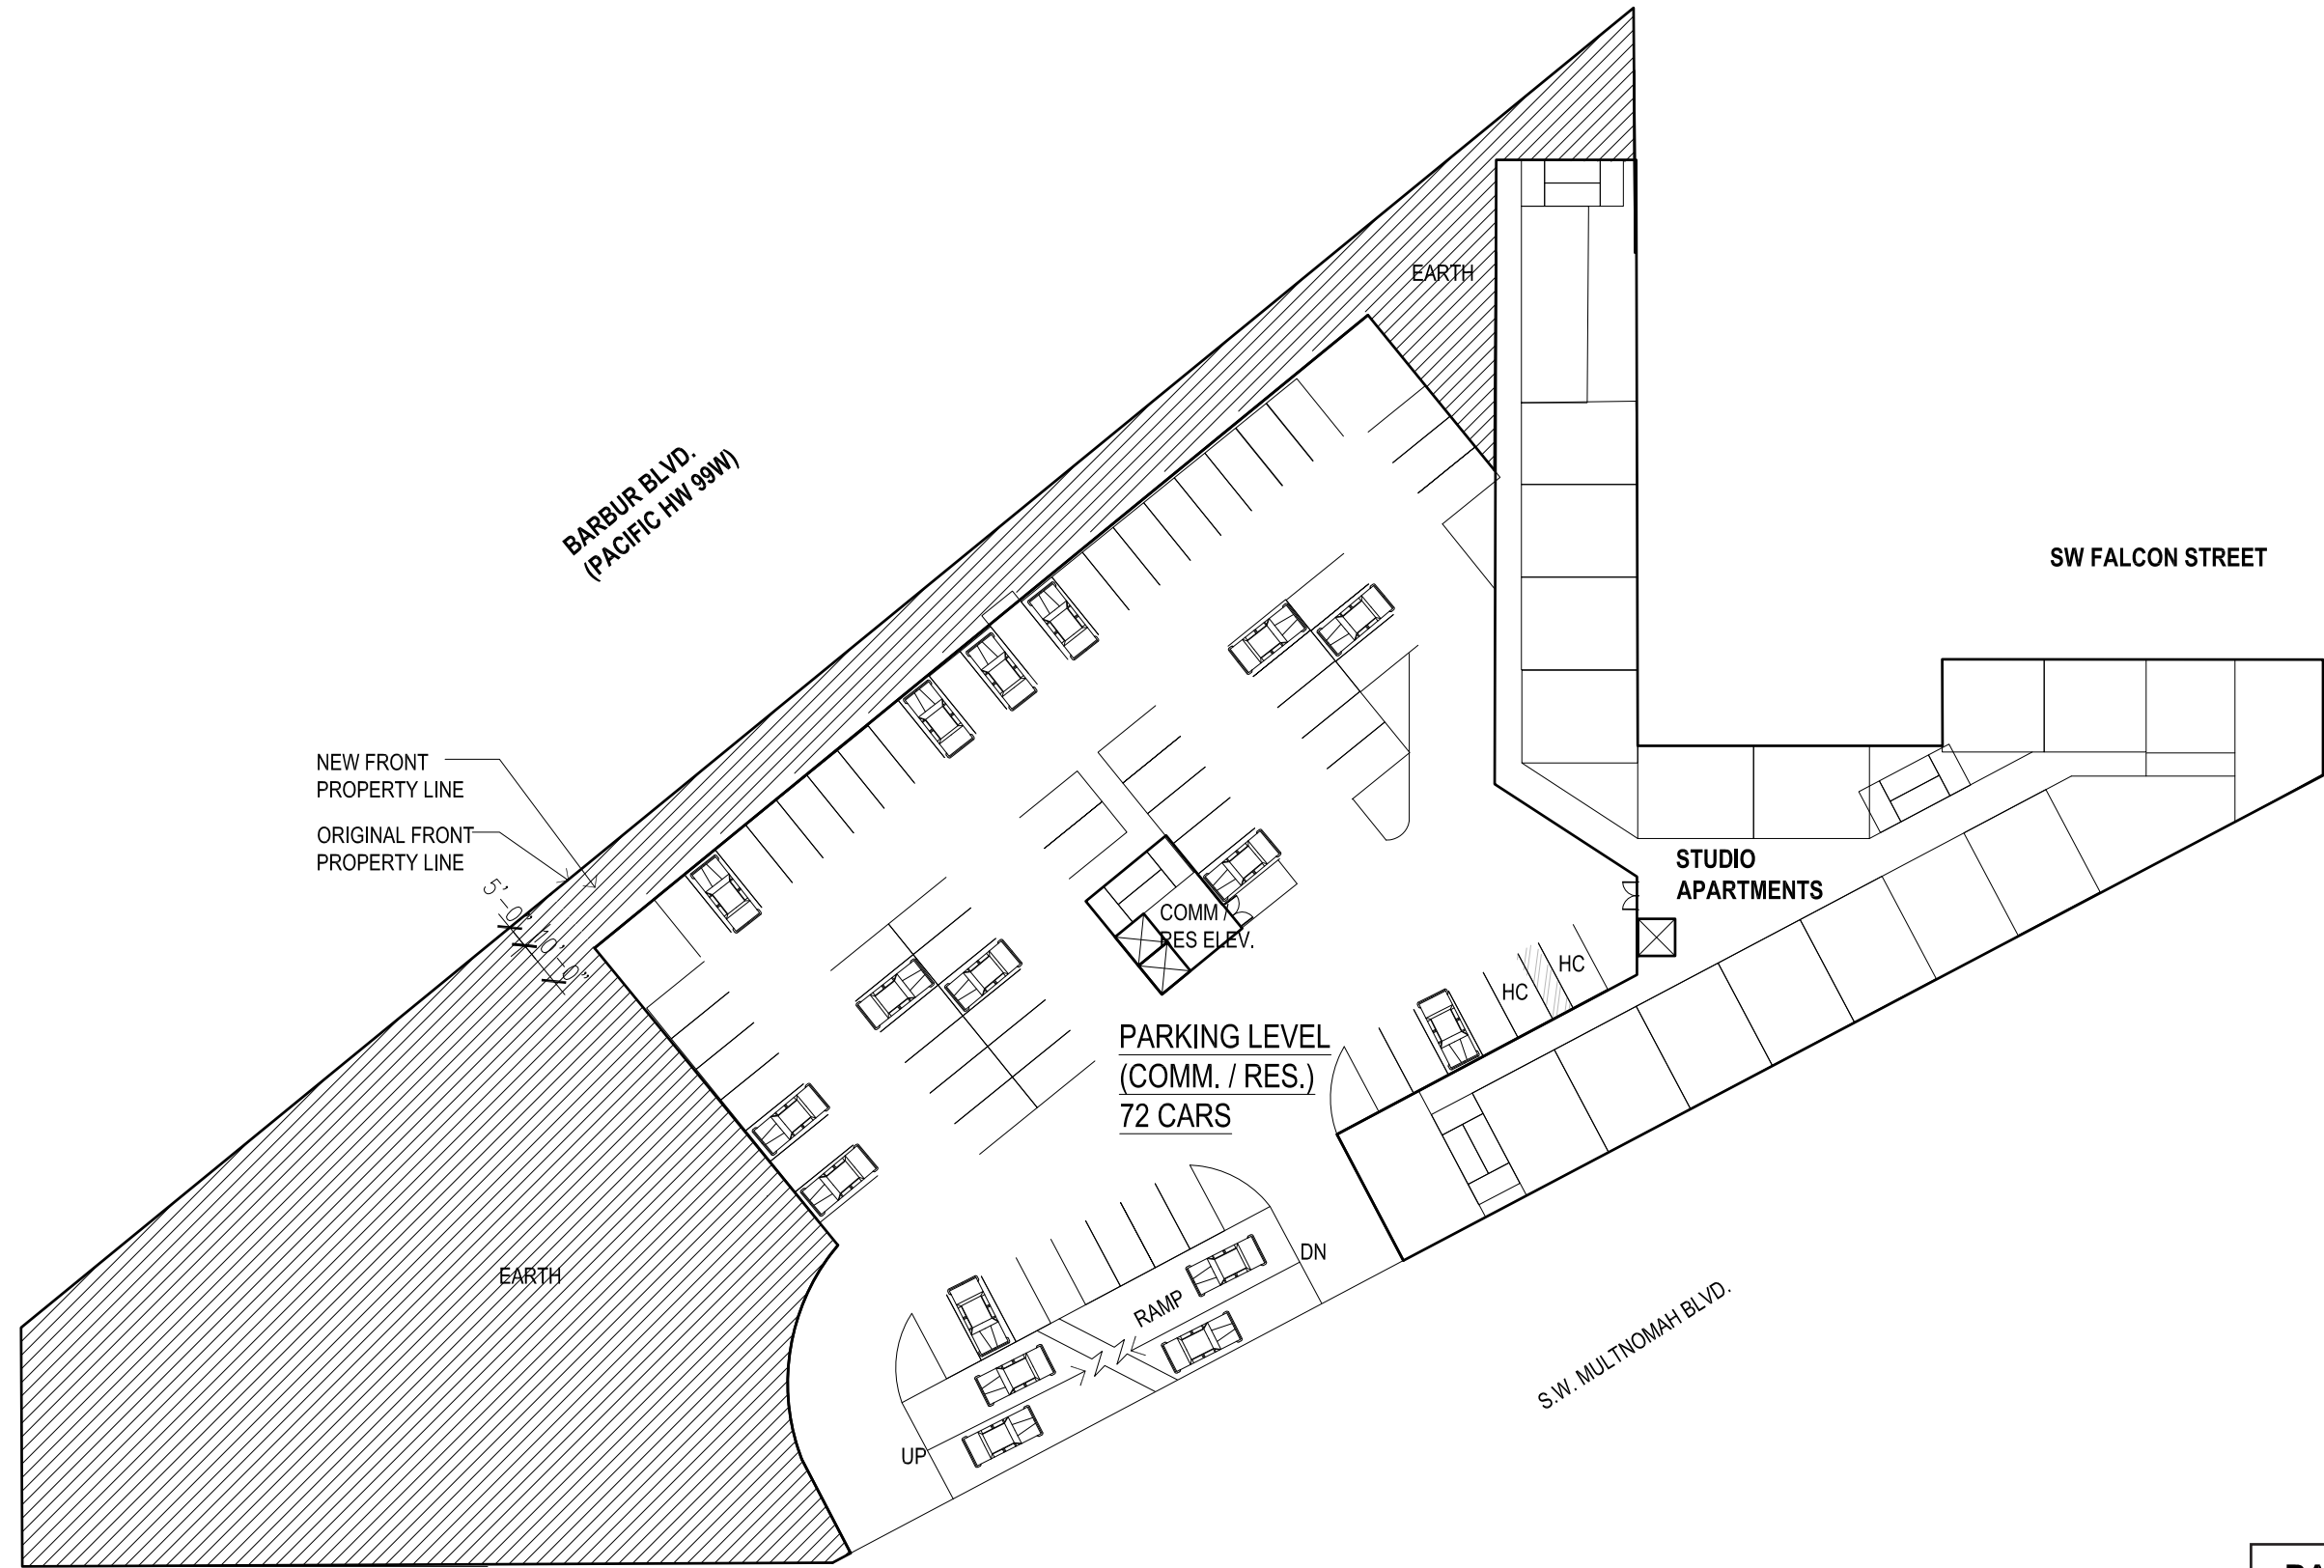 EARTH
BARBUR BLVD.
(PACIFIC HW 99W)
SW FALCON STREET
NEW FRONT
PROPERTY LINE
ORIGINAL FRONT
PROPERTY LINE
5'-0"
10'-0"
STUDIO
APARTMENTS
COMM /
RES ELEV.
HC
HC
PARKING LEVEL
(COMM. / RES.)
72 CARS
EARTH
DN
RAMP
UP
S.W. MULTNOMAH BLVD.